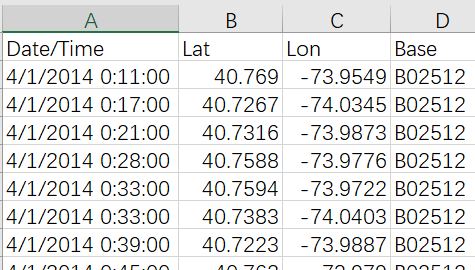 A B C D
Date/Time Lat Lon Base
4/1/2014 0:11:00 40.769 -73.9549 B02512
4/1/2014 0:17:00 40.7267 -74.0345 B02512
4/1/2014 0:21:00 40.7316 -73.9873 B02512
4/1/2014 0:28:00 40.7588 -73.9776 B02512
4/1/2014 0:33:00 40.7594 -73.9722 B02512
4/1/2014 0:33:00 40.7383 -74.0403 B02512
4/1/2014 0:39:00 40.7223 -73.9887 B02512